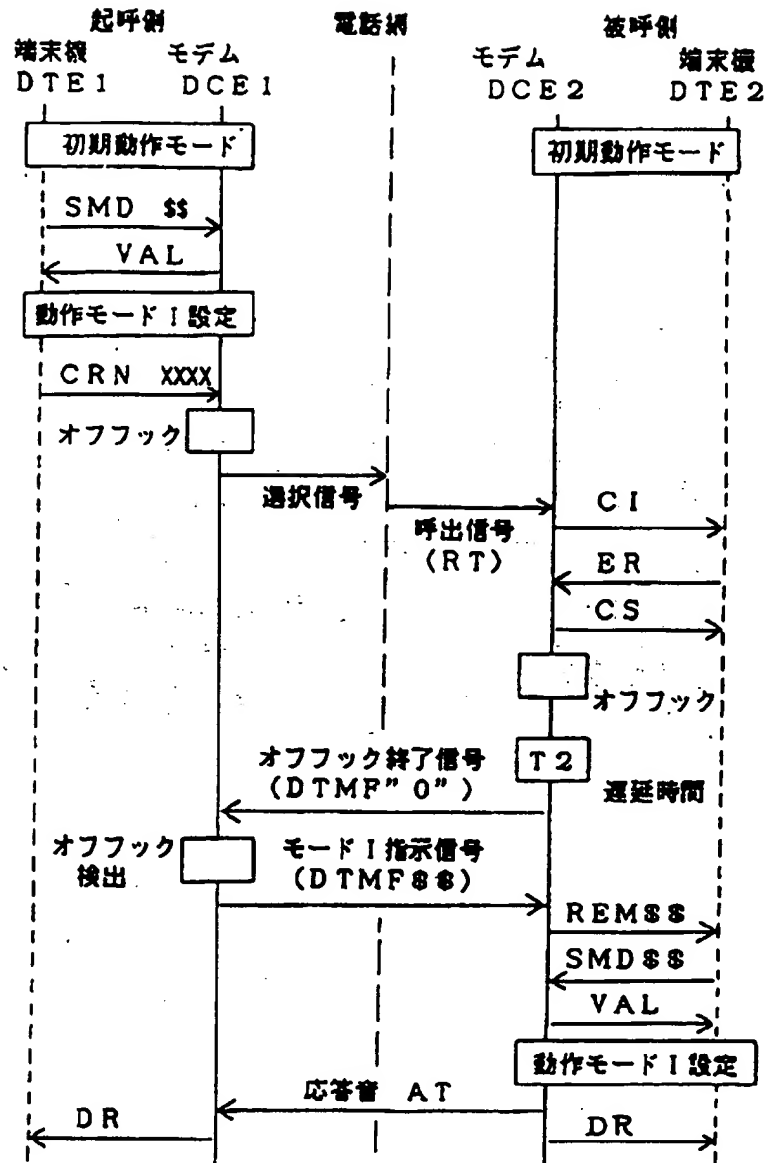 起呼側
電話網
被呼側
端末機
DTE1
モデム
DCE1
モデム
DCE2
端末機
DTE2
初期動作モード
初期動作モード
SMD $$
VAL
動作モードI設定
CRN XXXX
オフフック
選択信号
呼出信号
(RT)
CI
ER
CS
オフフック
T2
遅延時間
オフフック終了信号
(DTMF"0")
オフフック
検出
モードI指示信号
(DTMF$$)
REM$$
SMD$$
VAL
動作モードI設定
応答音 AT
DR
DR